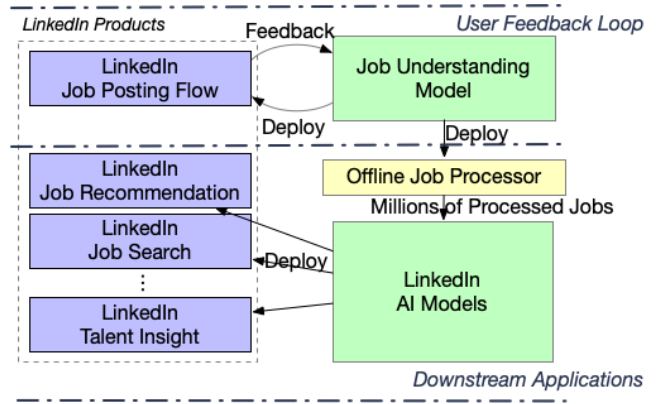 LinkedIn Products
User Feedback Loop
Feedback
LinkedIn
Job Posting Flow
Job Understanding
Model
Deploy
Deploy
LinkedIn
Job Recommendation
Offline Job Processor
Millions of Processed Jobs
LinkedIn
Job Search
Deploy
LinkedIn
AI Models
...
LinkedIn
Talent Insight
Downstream Applications